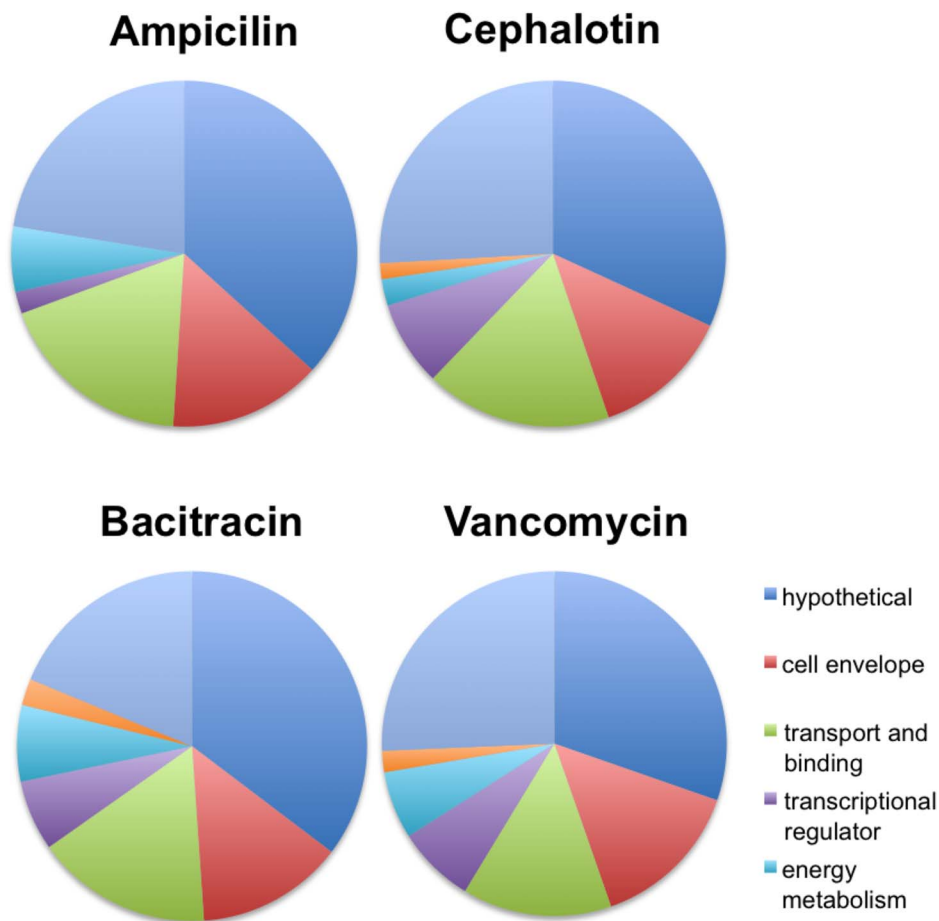 Ampicilin
Cephalotin
Bacitracin
Vancomycin
hypothetical
cell envelope
transport and
binding
transcriptional
regulator
energy
metabolism